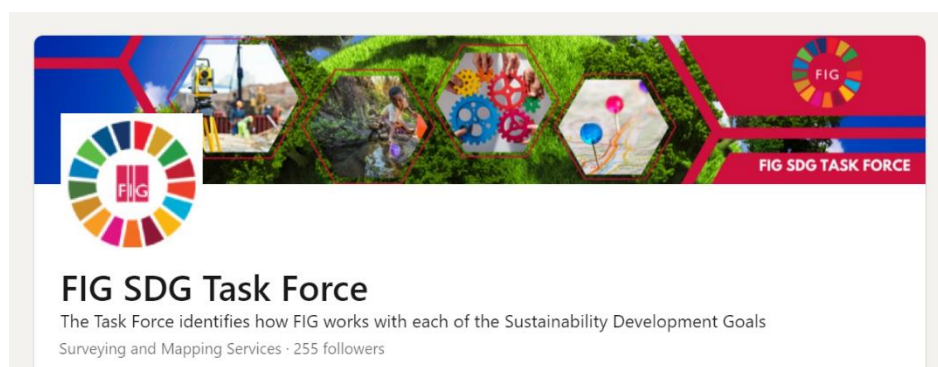 FIG
FIG SDG TASK FORCE
FIG
FIG SDG Task Force
The Task Force identifies how FIG works with each of the Sustainability Development Goals
Surveying and Mapping Services · 255 followers